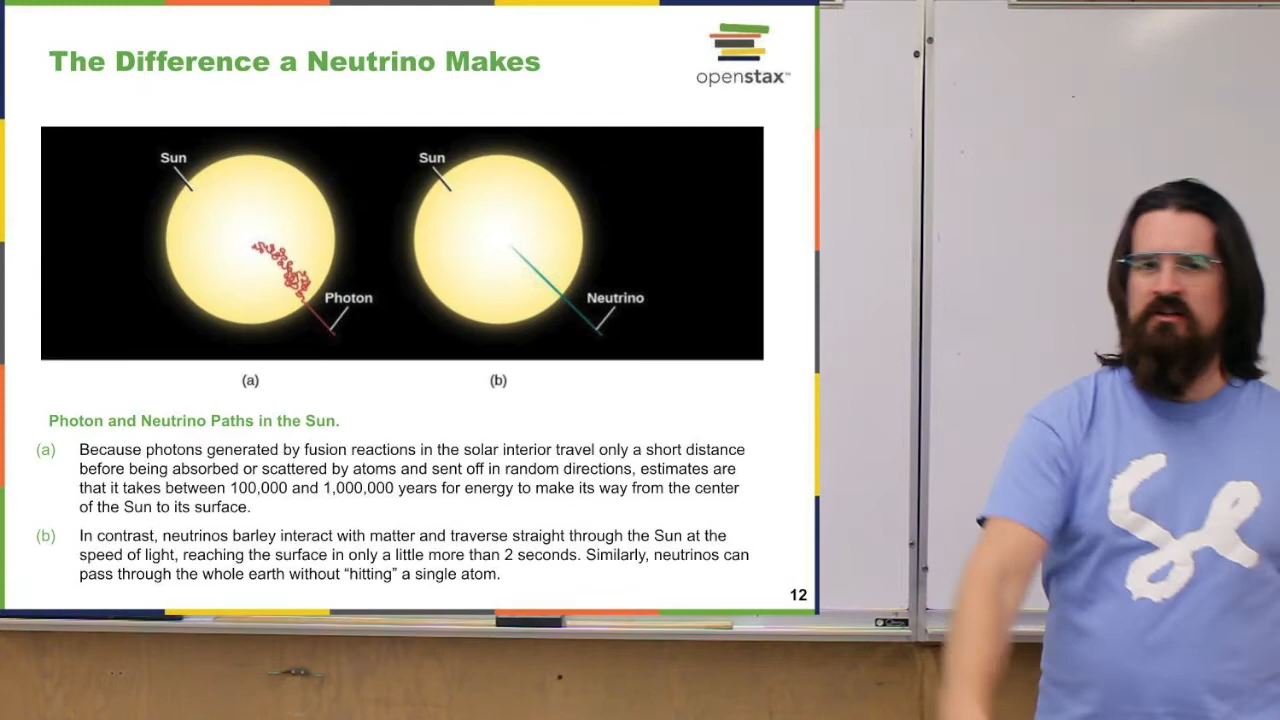 The Difference a Neutrino Makes
openstax™
Sun
Sun
Photon
Neutrino
(a)
(b)
Photon and Neutrino Paths in the Sun.
(a) Because photons generated by fusion reactions in the solar interior travel only a short distance
before being absorbed or scattered by atoms and sent off in random directions, estimates are
that it takes between 100,000 and 1,000,000 years for energy to make its way from the center
of the Sun to its surface.
(b) In contrast, neutrinos barley interact with matter and traverse straight through the Sun at the
speed of light, reaching the surface in only a little more than 2 seconds. Similarly, neutrinos can
pass through the whole earth without “hitting” a single atom.
12